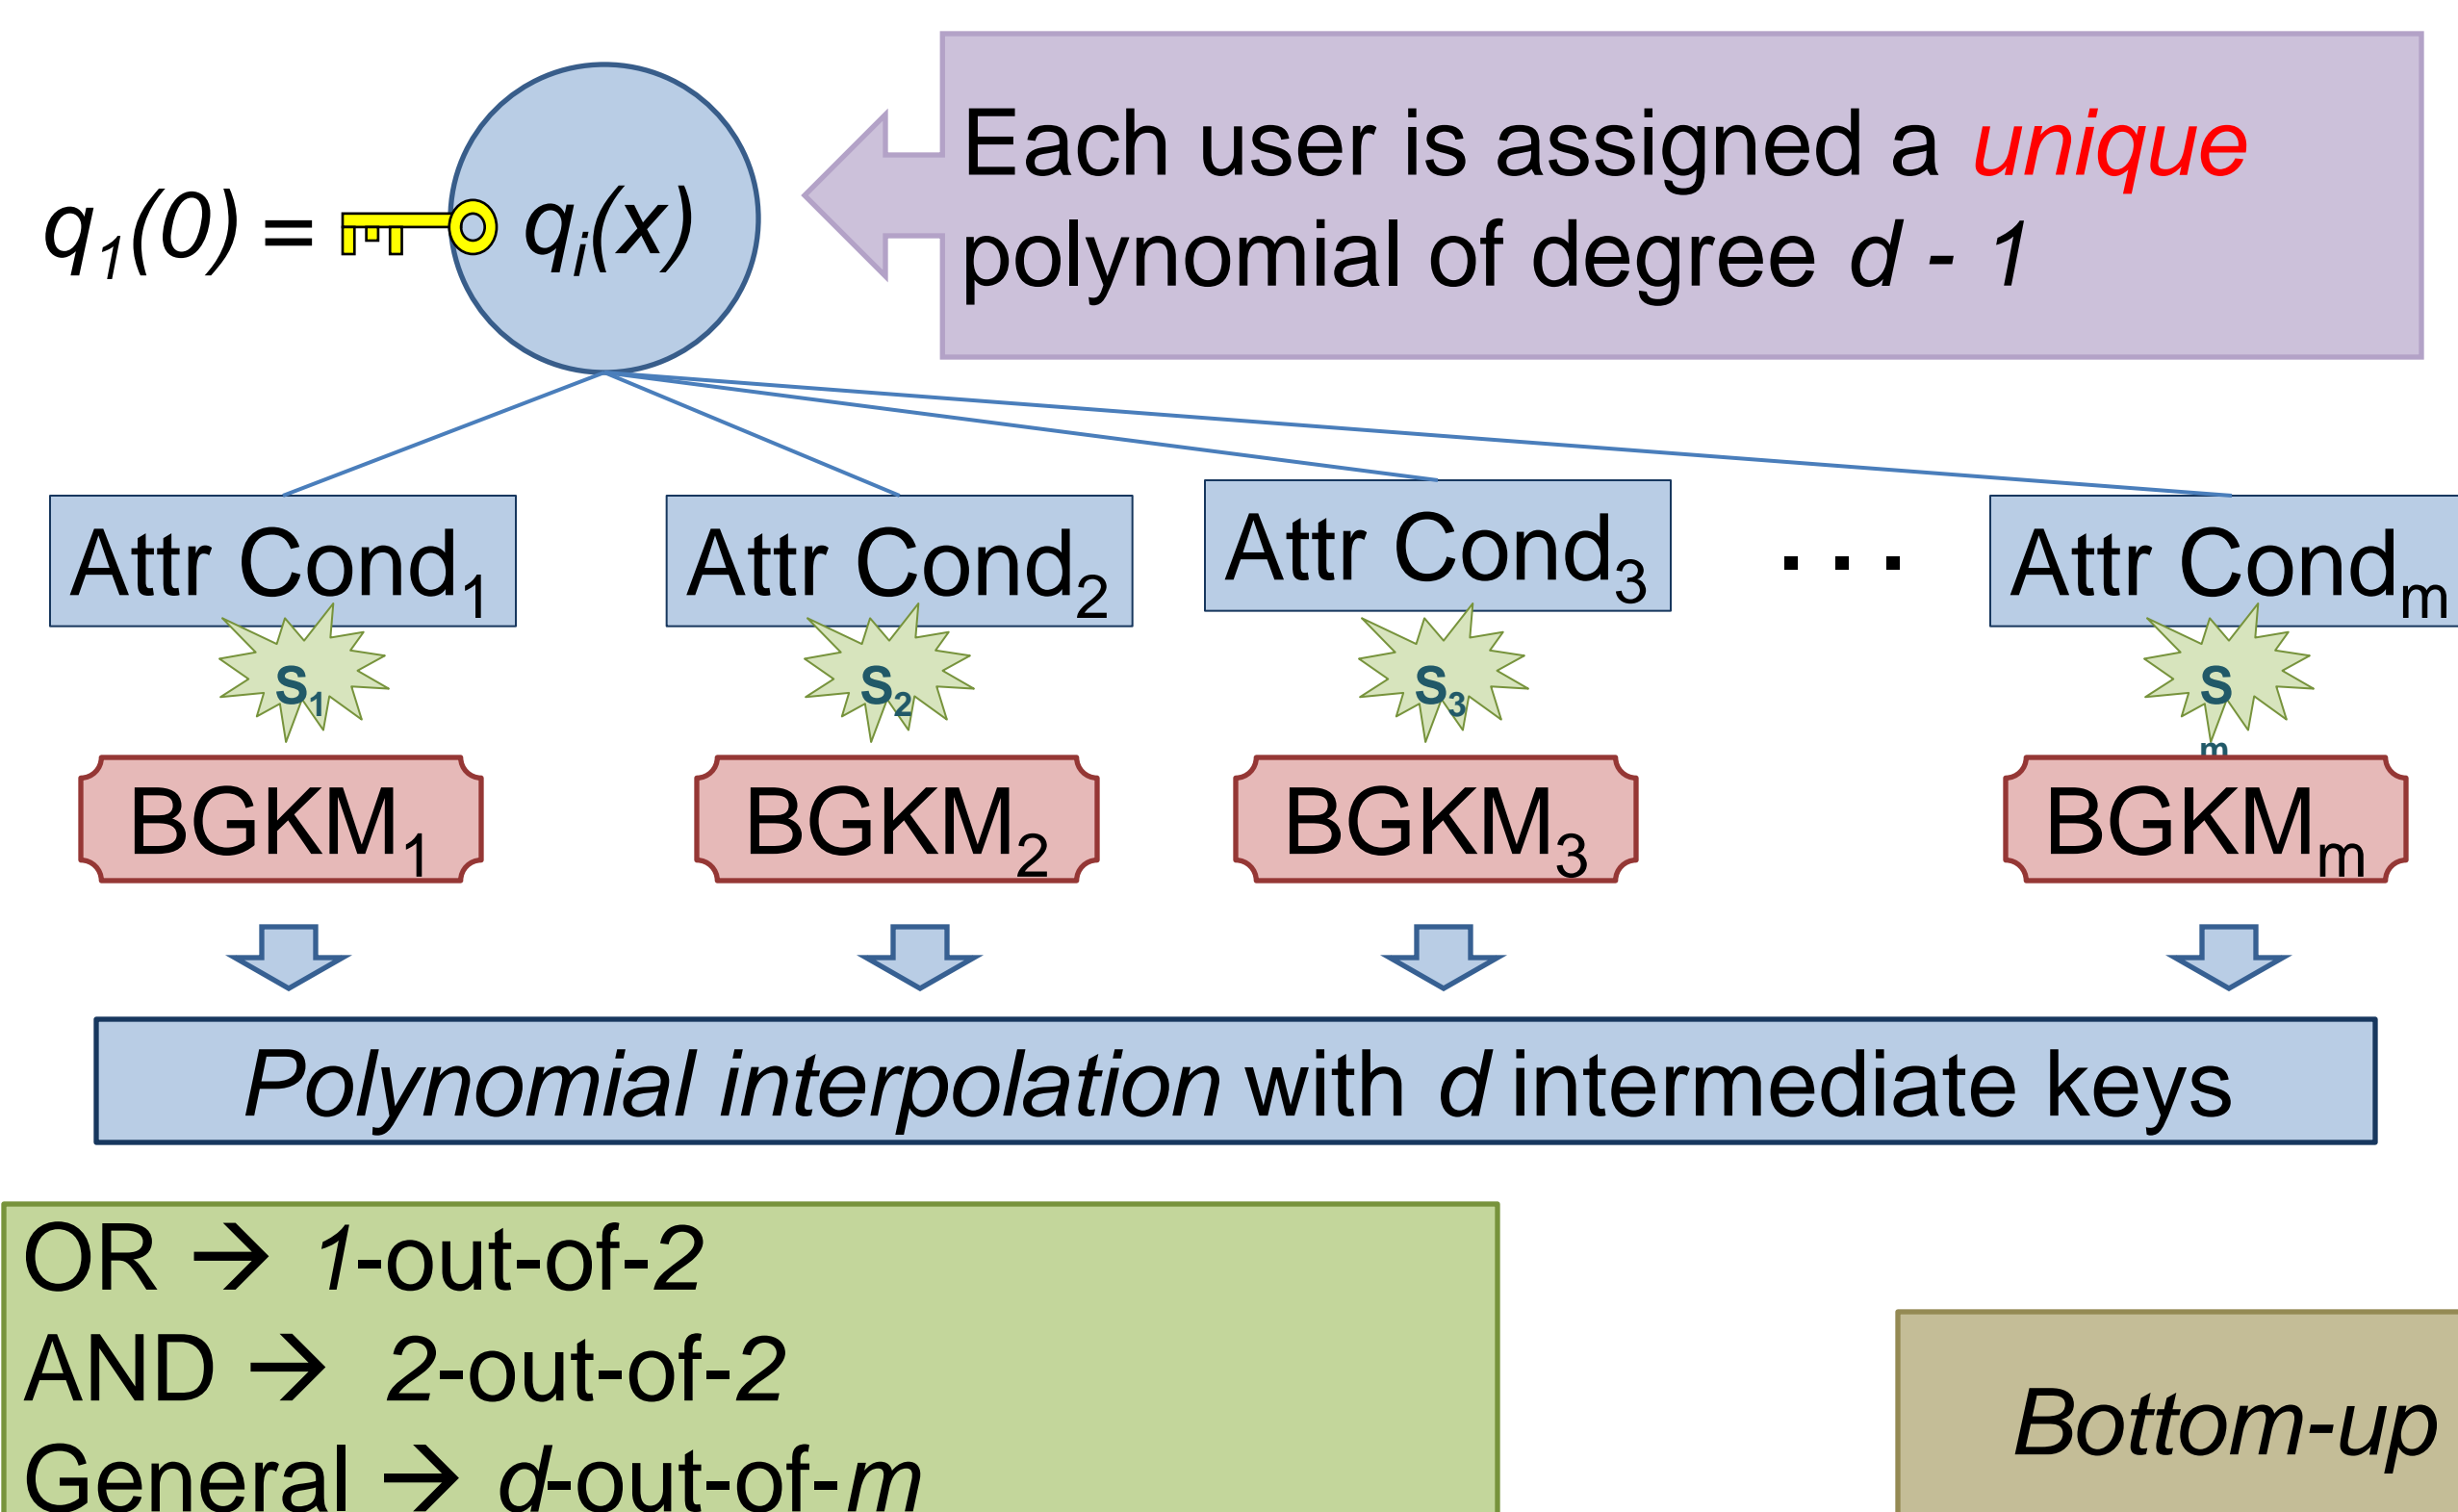 Each user is assigned a unique
polynomial of degree d - 1
q₁(0) = qᵢ(x)
Attr Cond₁ Attr Cond₂ Attr Cond₃ ... Attr Condₘ
s₁ s₂ s₃ sₘ
BGKM₁ BGKM₂ BGKM₃ BGKMₘ
Polynomial interpolation with d intermediate keys
OR → 1-out-of-2
AND → 2-out-of-2
General → d-out-of-m
Bottom-up